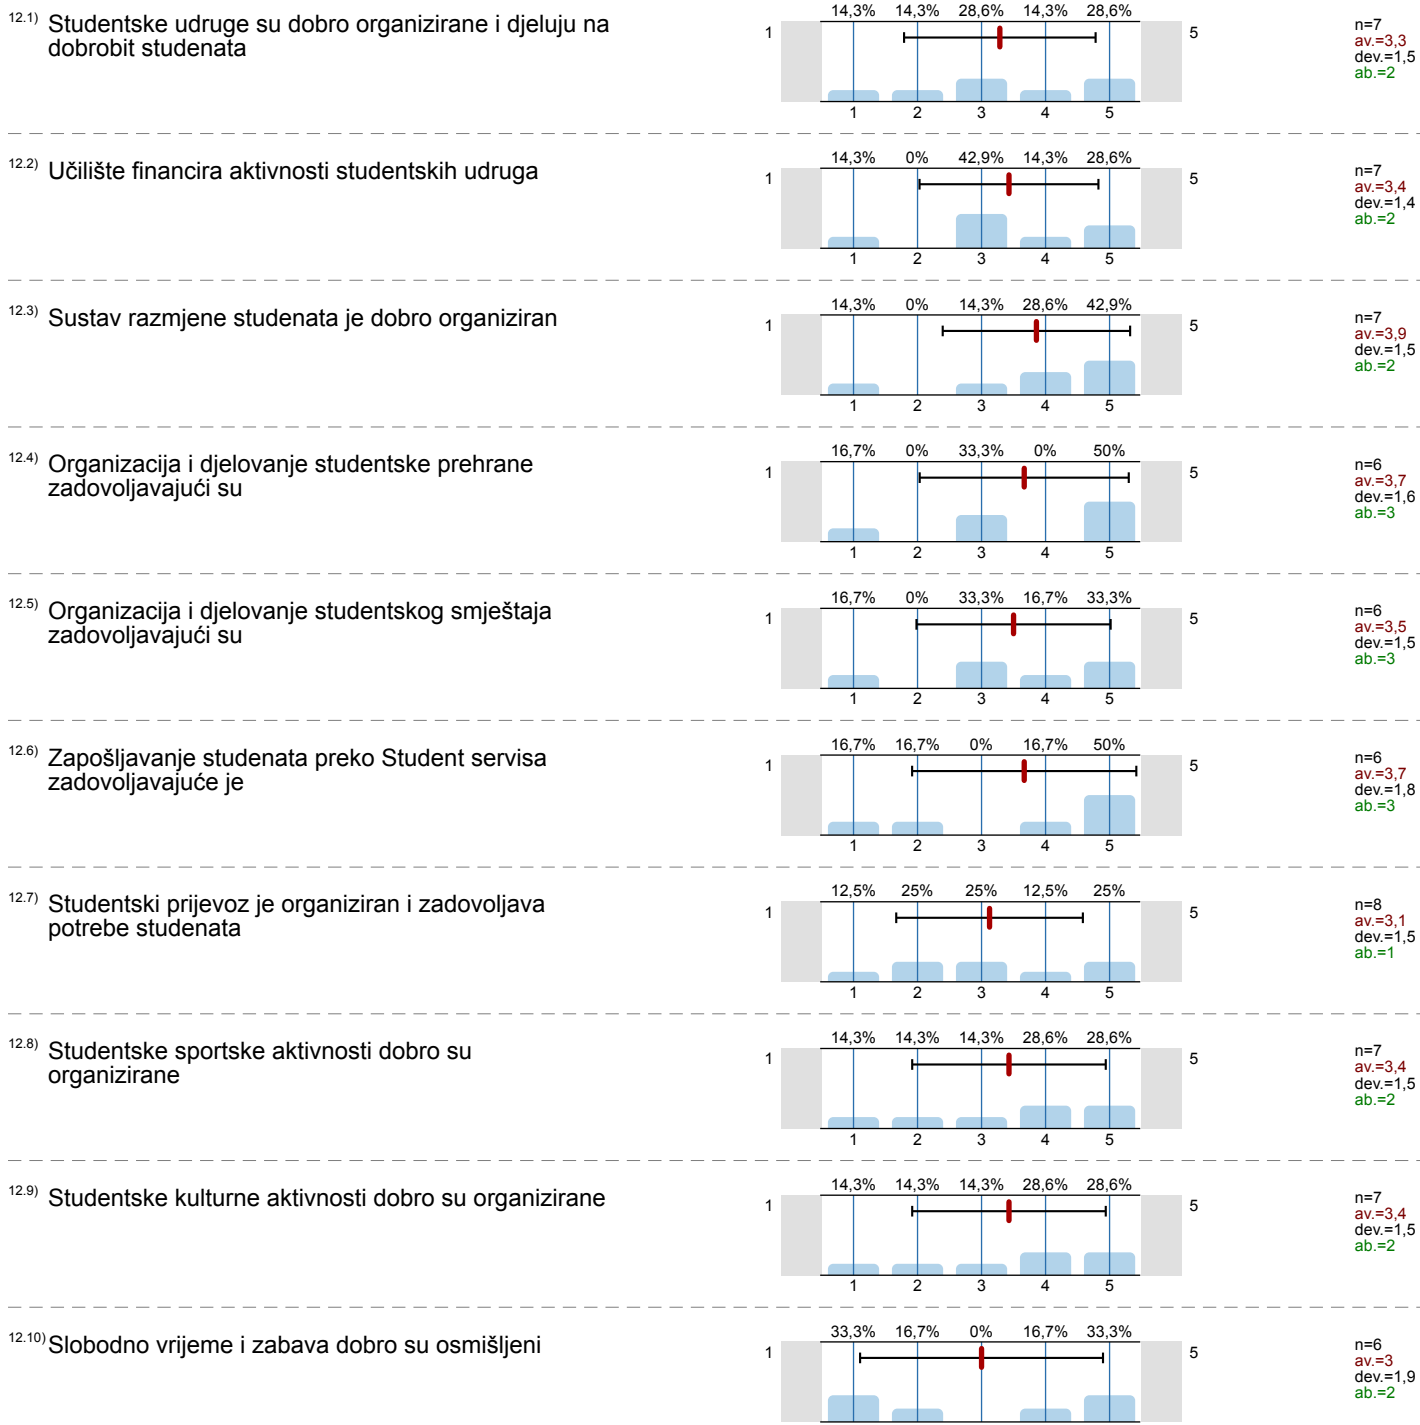 12.1) Studentske udruge su dobro organizirane i djeluju na
dobrobit studenata
14,3% 14,3% 28,6% 14,3% 28,6%
1 5
1 2 3 4 5
n=7
av.=3,3
dev.=1,5
ab.=2
12.2) Učilište financira aktivnosti studentskih udruga
14,3% 0% 42,9% 14,3% 28,6%
1 5
1 2 3 4 5
n=7
av.=3,4
dev.=1,4
ab.=2
12.3) Sustav razmjene studenata je dobro organiziran
14,3% 0% 14,3% 28,6% 42,9%
1 5
1 2 3 4 5
n=7
av.=3,9
dev.=1,5
ab.=2
12.4) Organizacija i djelovanje studentske prehrane
zadovoljavajući su
16,7% 0% 33,3% 0% 50%
1 5
1 2 3 4 5
n=6
av.=3,7
dev.=1,6
ab.=3
12.5) Organizacija i djelovanje studentskog smještaja
zadovoljavajući su
16,7% 0% 33,3% 16,7% 33,3%
1 5
1 2 3 4 5
n=6
av.=3,5
dev.=1,5
ab.=3
12.6) Zapošljavanje studenata preko Student servisa
zadovoljavajuće je
16,7% 16,7% 0% 16,7% 50%
1 5
1 2 3 4 5
n=6
av.=3,7
dev.=1,8
ab.=3
12.7) Studentski prijevoz je organiziran i zadovoljava
potrebe studenata
12,5% 25% 25% 12,5% 25%
1 5
1 2 3 4 5
n=8
av.=3,1
dev.=1,5
ab.=1
12.8) Studentske sportske aktivnosti dobro su
organizirane
14,3% 14,3% 14,3% 28,6% 28,6%
1 5
1 2 3 4 5
n=7
av.=3,4
dev.=1,5
ab.=2
12.9) Studentske kulturne aktivnosti dobro su organizirane
14,3% 14,3% 14,3% 28,6% 28,6%
1 5
1 2 3 4 5
n=7
av.=3,4
dev.=1,5
ab.=2
12.10) Slobodno vrijeme i zabava dobro su osmišljeni
33,3% 16,7% 0% 16,7% 33,3%
1 5
n=6
av.=3
dev.=1,9
ab.=2